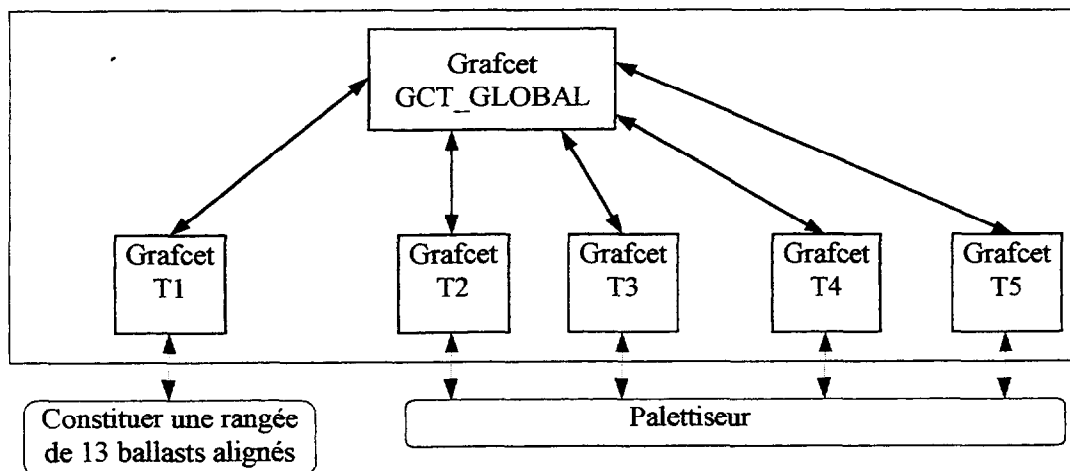 Grafcet
GCT_GLOBAL
Grafcet
T1
Grafcet
T2
Grafcet
T3
Grafcet
T4
Grafcet
T5
Constituer une rangée
de 13 ballasts alignés
Palettiseur